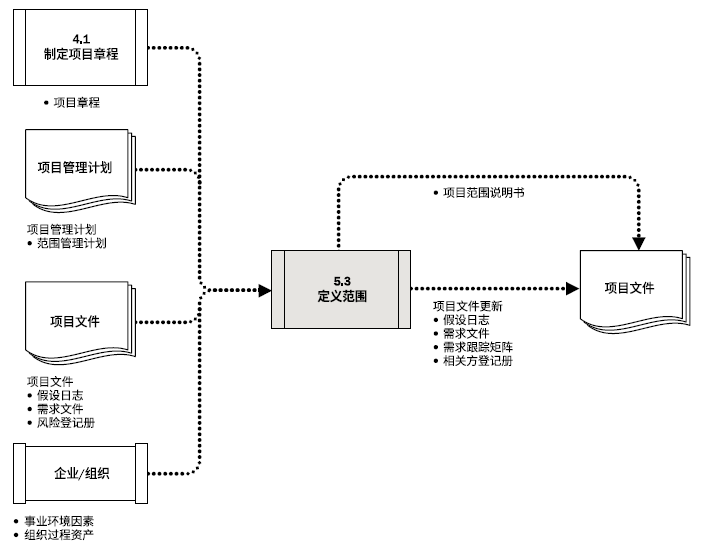 4.1
制定项目章程
• 项目章程
项目管理计划
项目管理计划
• 范围管理计划
项目文件
项目文件
• 假设日志
• 需求文件
• 风险登记册
企业/组织
• 事业环境因素
• 组织过程资产
5.3
定义范围
• 项目范围说明书
项目文件更新
• 假设日志
• 需求文件
• 需求跟踪矩阵
• 相关方登记册
项目文件